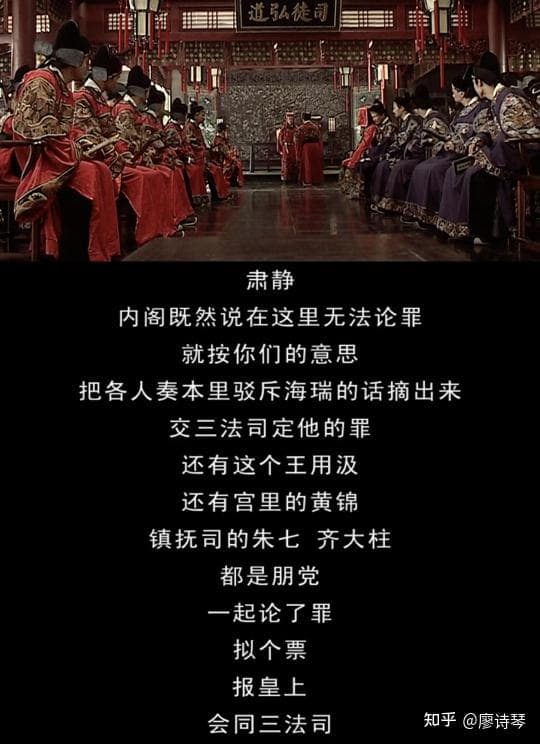 道弘徒司
肃静
内阁既然说在这里无法论罪
就按你们的意思
把各人奏本里驳斥海瑞的话摘出来
交三法司定他的罪
还有这个王用汲
还有宫里的黄锦
镇抚司的朱七 齐大柱
都是朋党
一起论了罪
拟个票
报皇上
会同三法司
知乎 @廖诗琴